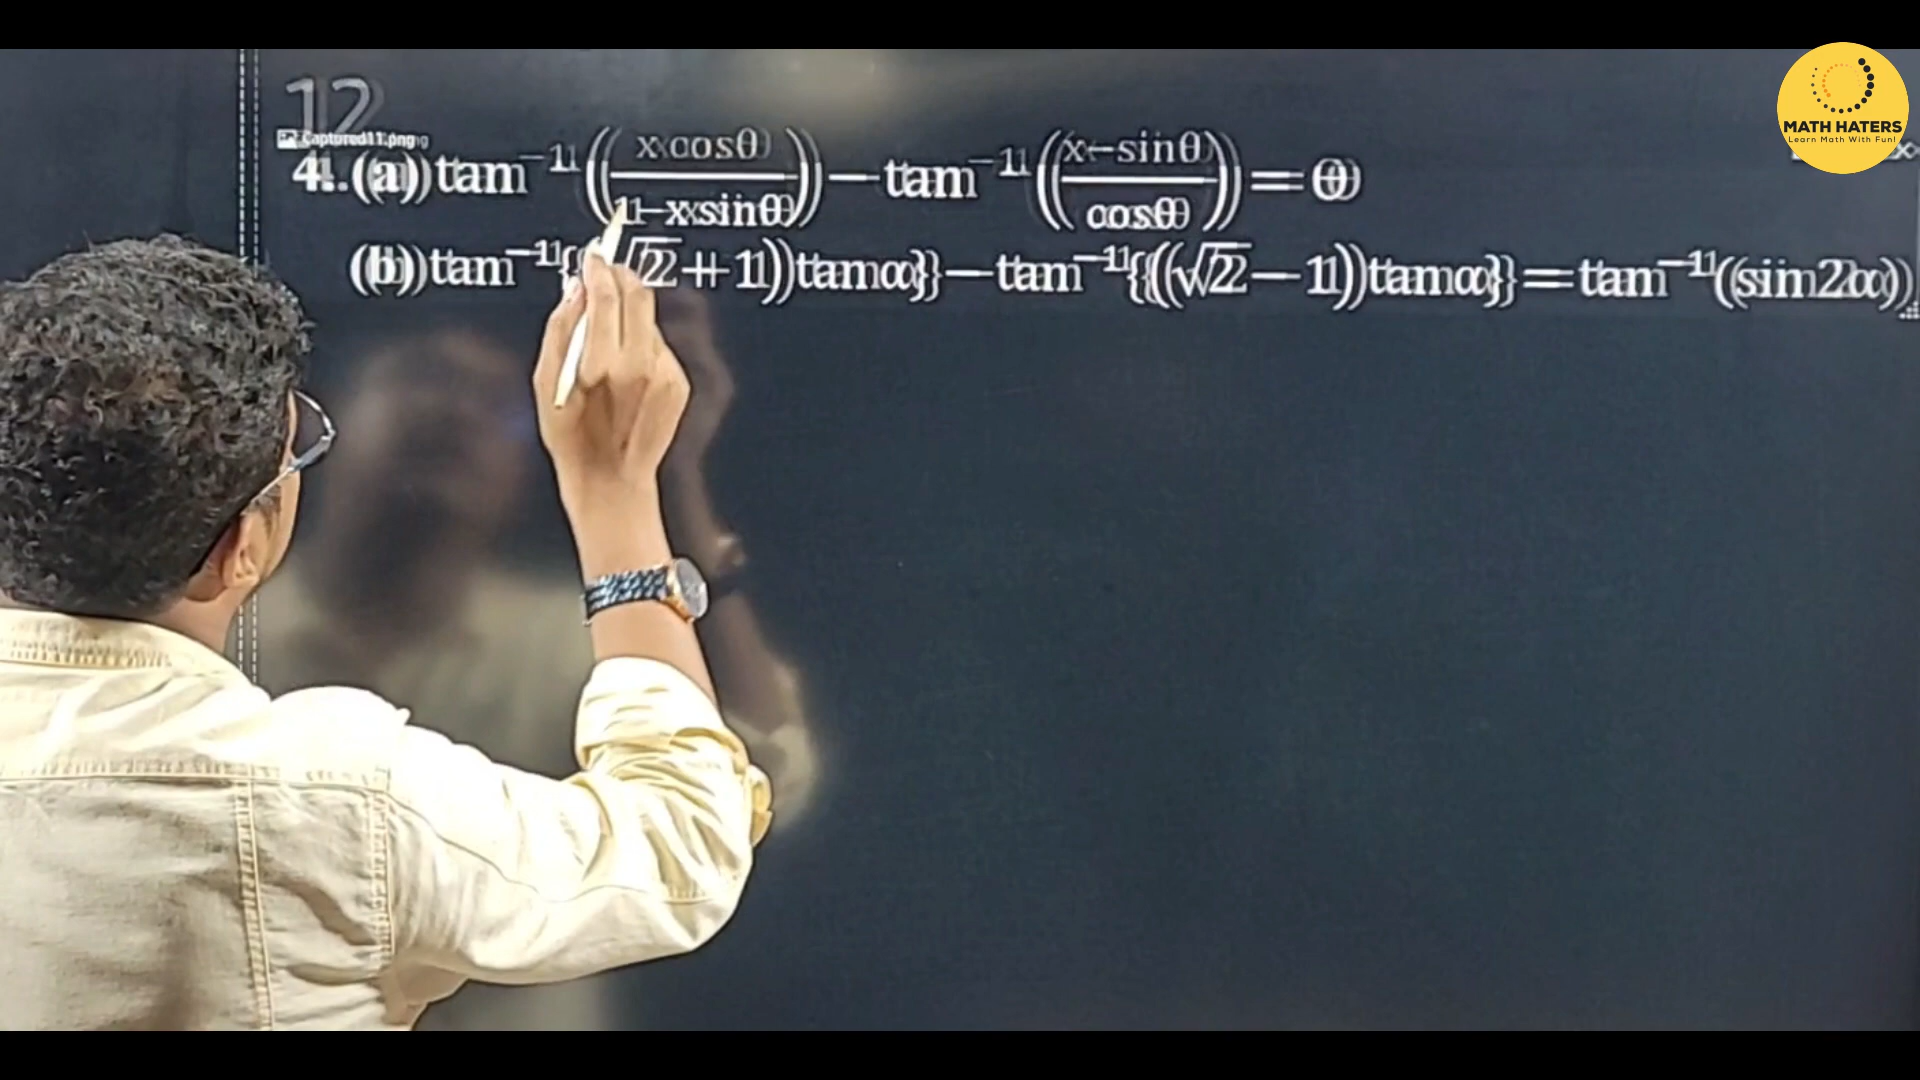 12
Captured11.png
4. (a) tan⁻¹(x cosθ/1−x sinθ) − tan⁻¹(x−sinθ/cosθ) = θ
(b) tan⁻¹{(√2+1)tanα} − tan⁻¹{(√2−1)tanα} = tan⁻¹(sin2α)
MATH HATERS
Learn Math With Fun!